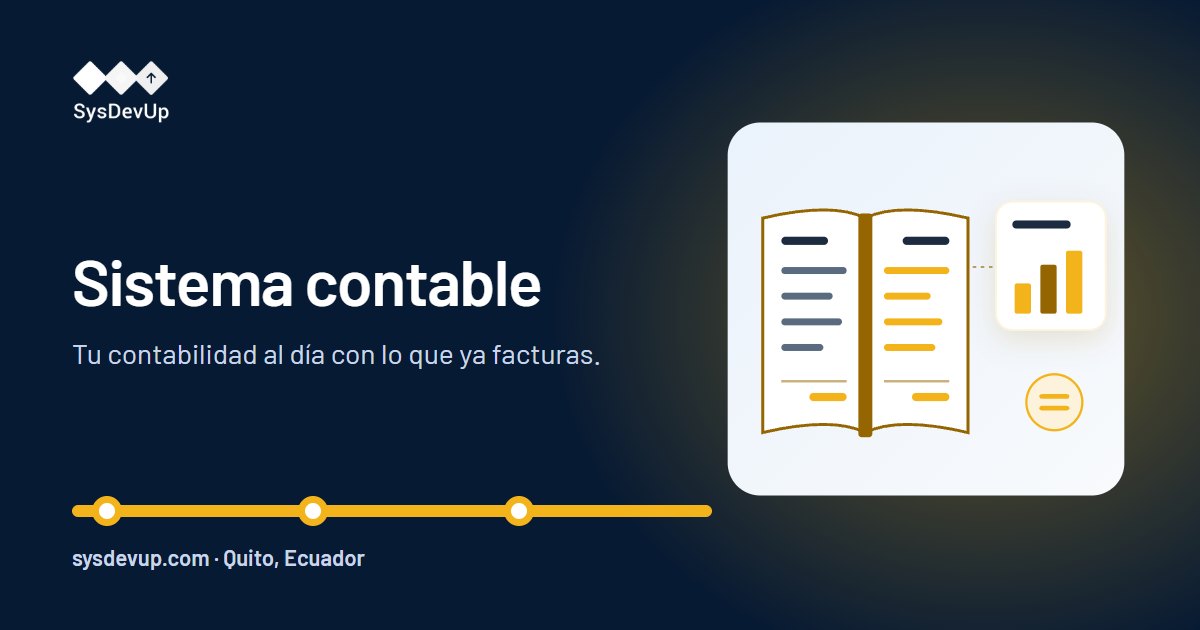 SysDevUp
Sistema contable
Tu contabilidad al día con lo que ya facturas.
sysdevup.com · Quito, Ecuador